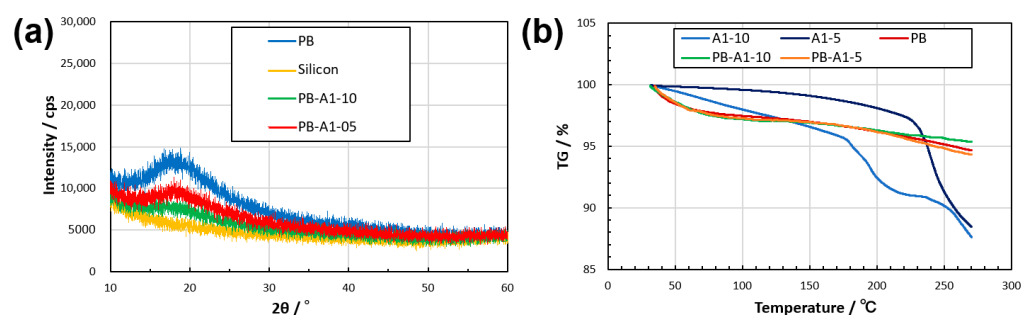 (a)
Intensity / cps
30,000
25,000
20,000
15,000
10,000
5000
0
PB
Silicon
PB-A1-10
PB-A1-05
10
20
30
40
50
60
2θ / °
(b)
TG / %
100
95
90
85
A1-10
A1-5
PB
PB-A1-10
PB-A1-5
0
50
100
150
200
250
300
Temperature / ℃